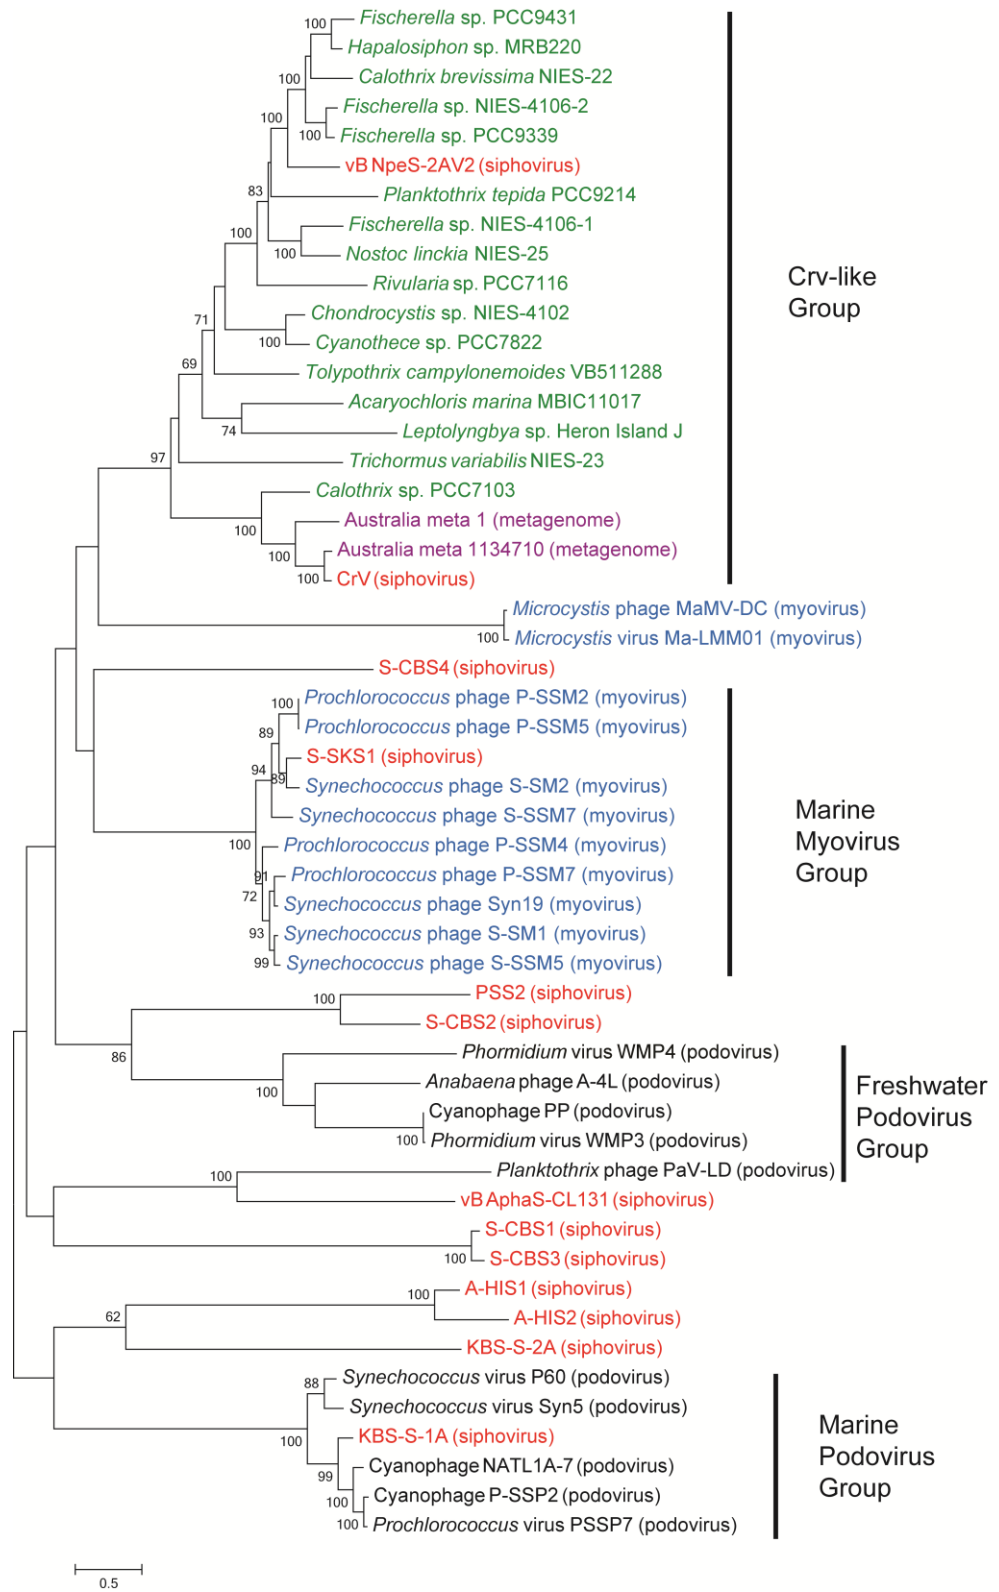 Fischerella sp. PCC9431
100
Hapalosiphon sp. MRB220
100
Calothrix brevissima NIES-22
Fischerella sp. NIES-4106-2
100
100
Fischerella sp. PCC9339
vB NpeS-2AV2 (siphovirus)
83
Planktothrix tepida PCC9214
Fischerella sp. NIES-4106-1
100
100
Nostoc linckia NIES-25
Crv-like
Group
Rivularia sp. PCC7116
Chondrocystis sp. NIES-4102
71
100
Cyanothece sp. PCC7822
69
Tolypothrix campylonemoides VB511288
Acaryochloris marina MBIC11017
74
Leptolyngbya sp. Heron Island J
97
Trichormus variabilis NIES-23
Calothrix sp. PCC7103
100
Australia meta 1 (metagenome)
100
Australia meta 1134710 (metagenome)
100
CrV (siphovirus)
Microcystis phage MaMV-DC (myovirus)
100
Microcystis virus Ma-LMM01 (myovirus)
S-CBS4 (siphovirus)
100
Prochlorococcus phage P-SSM2 (myovirus)
89
Prochlorococcus phage P-SSM5 (myovirus)
S-SKS1 (siphovirus)
94
89
Synechococcus phage S-SM2 (myovirus)
Synechococcus phage S-SSM7 (myovirus)
Marine
Myovirus
Group
100
Prochlorococcus phage P-SSM4 (myovirus)
91
Prochlorococcus phage P-SSM7 (myovirus)
72
Synechococcus phage Syn19 (myovirus)
93
Synechococcus phage S-SM1 (myovirus)
99
Synechococcus phage S-SSM5 (myovirus)
100
PSS2 (siphovirus)
S-CBS2 (siphovirus)
86
Phormidium virus WMP4 (podovirus)
100
Anabaena phage A-4L (podovirus)
Cyanophage PP (podovirus)
100
Phormidium virus WMP3 (podovirus)
Freshwater
Podovirus
Group
Planktothrix phage PaV-LD (podovirus)
100
vB AphaS-CL131 (siphovirus)
S-CBS1 (siphovirus)
100
S-CBS3 (siphovirus)
100
A-HIS1 (siphovirus)
62
A-HIS2 (siphovirus)
KBS-S-2A (siphovirus)
88
Synechococcus virus P60 (podovirus)
Synechococcus virus Syn5 (podovirus)
100
KBS-S-1A (siphovirus)
99
Cyanophage NATL1A-7 (podovirus)
100
Cyanophage P-SSP2 (podovirus)
100
Prochlorococcus virus PSSP7 (podovirus)
Marine
Podovirus
Group
0.5